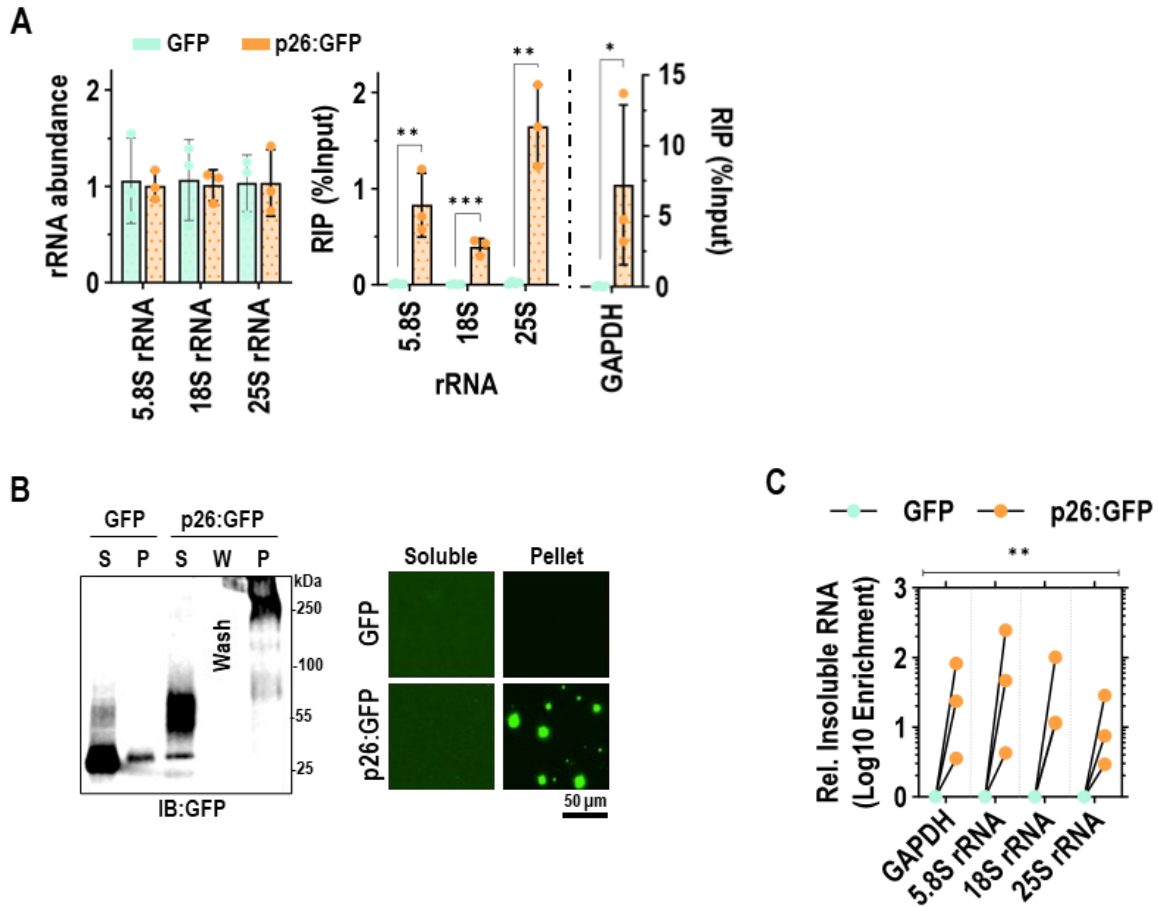 A
GFP p26:GFP
rRNA abundance
2
1
0
5.8S rRNA
18S rRNA
25S rRNA
RIP (%Input)
2
1
0
**
***
**
*
5.8S
18S
25S
rRNA
GAPDH
15
10
5
0
RIP (%Input)
B
GFP p26:GFP
S P S W P
kDa
-250
-100
-55
-25
Wash
IB:GFP
Soluble Pellet
GFP
p26:GFP
50 µm
C
GFP p26:GFP
**
Rel. Insoluble RNA
(Log10 Enrichment)
3
2
1
0
GAPDH
5.8S rRNA
18S rRNA
25S rRNA